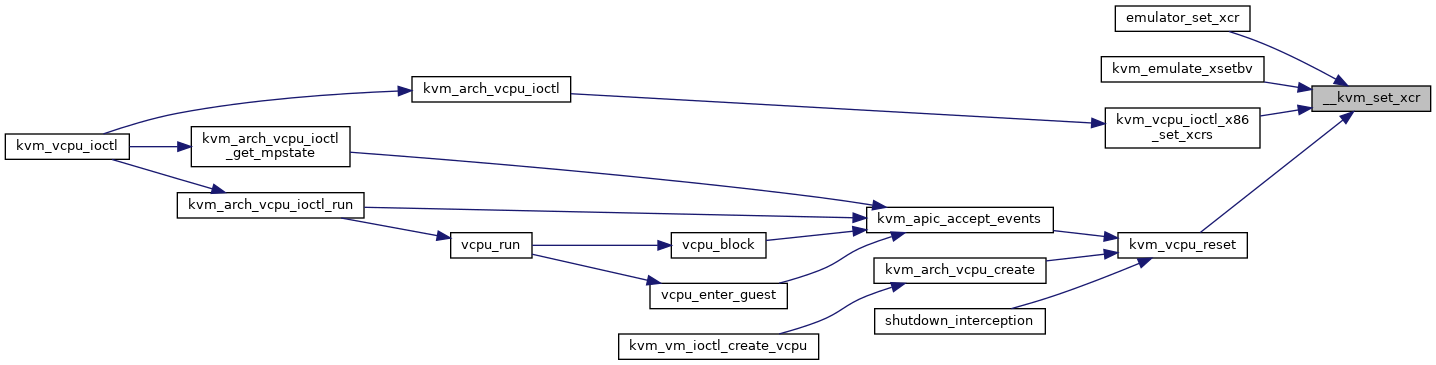 emulator_set_xcr
kvm_emulate_xsetbv
kvm_arch_vcpu_ioctl
__kvm_set_xcr
kvm_vcpu_ioctl_x86
_set_xcrs
kvm_vcpu_ioctl
kvm_arch_vcpu_ioctl
_get_mpstate
kvm_arch_vcpu_ioctl_run
kvm_apic_accept_events
vcpu_run
vcpu_block
kvm_vcpu_reset
kvm_arch_vcpu_create
vcpu_enter_guest
shutdown_interception
kvm_vm_ioctl_create_vcpu